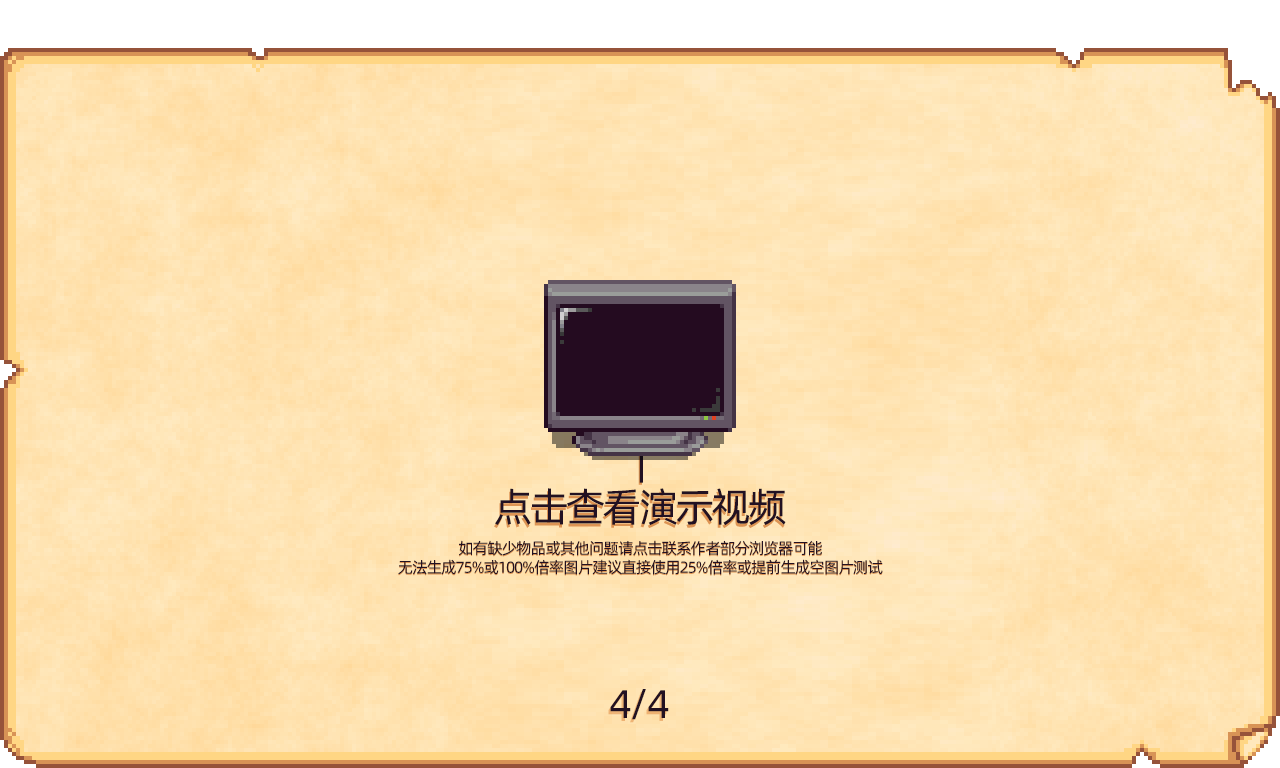 点击查看演示视频
如有缺少物品或其他问题请点击联系作者部分浏览器可能
无法生成75%或100%倍率图片建议直接使用25%倍率或提前生成空图片测试
4/4